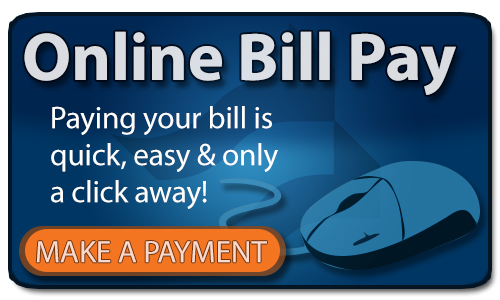 Online Bill Pay
Paying your bill is
quick, easy & only
a click away!
MAKE A PAYMENT